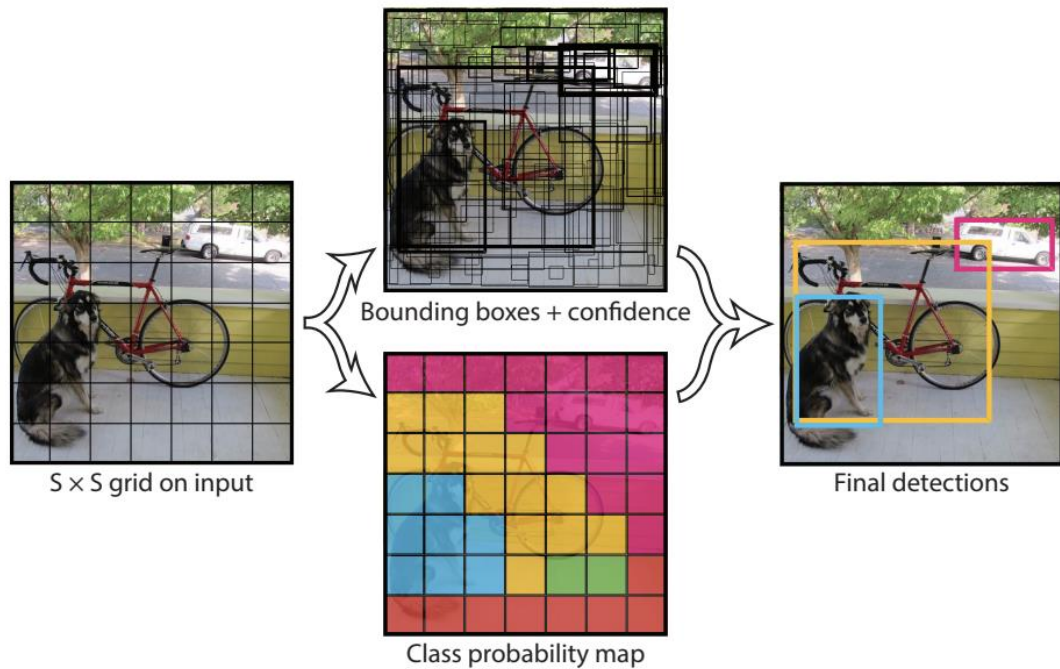 Bounding boxes + confidence
S × S grid on input
Final detections
Class probability map